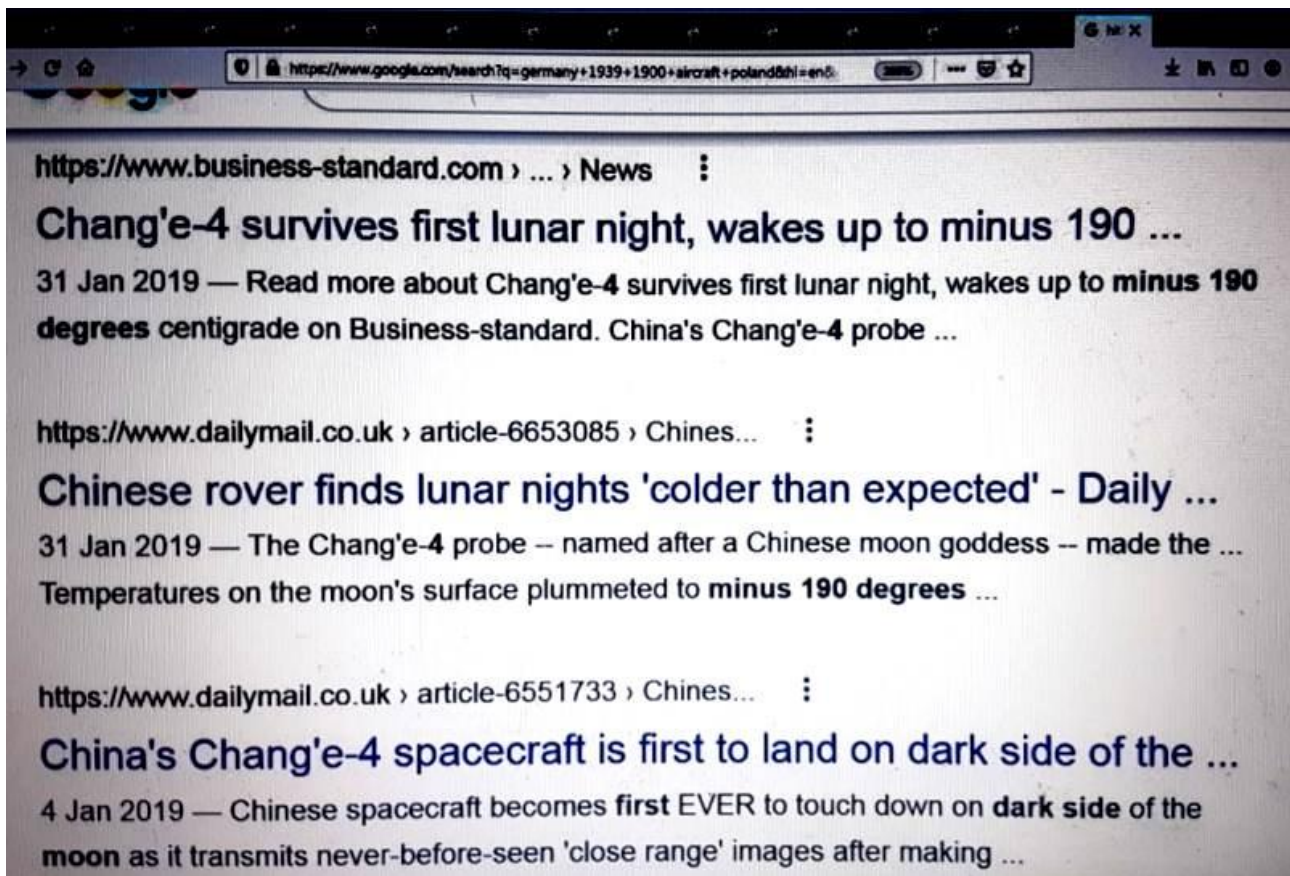 https://www.google.com/search?q=germany+1939+1900+aircraft+poland&hl=en&
https://www.business-standard.com › ... › News
Chang'e-4 survives first lunar night, wakes up to minus 190 ...
31 Jan 2019 — Read more about Chang'e-4 survives first lunar night, wakes up to minus 190
degrees centigrade on Business-standard. China's Chang'e-4 probe ...
https://www.dailymail.co.uk › article-6653085 › Chines...
Chinese rover finds lunar nights 'colder than expected' - Daily ...
31 Jan 2019 — The Chang'e-4 probe -- named after a Chinese moon goddess -- made the ...
Temperatures on the moon's surface plummeted to minus 190 degrees ...
https://www.dailymail.co.uk › article-6551733 › Chines...
China's Chang'e-4 spacecraft is first to land on dark side of the ...
4 Jan 2019 — Chinese spacecraft becomes first EVER to touch down on dark side of the
moon as it transmits never-before-seen 'close range' images after making ...